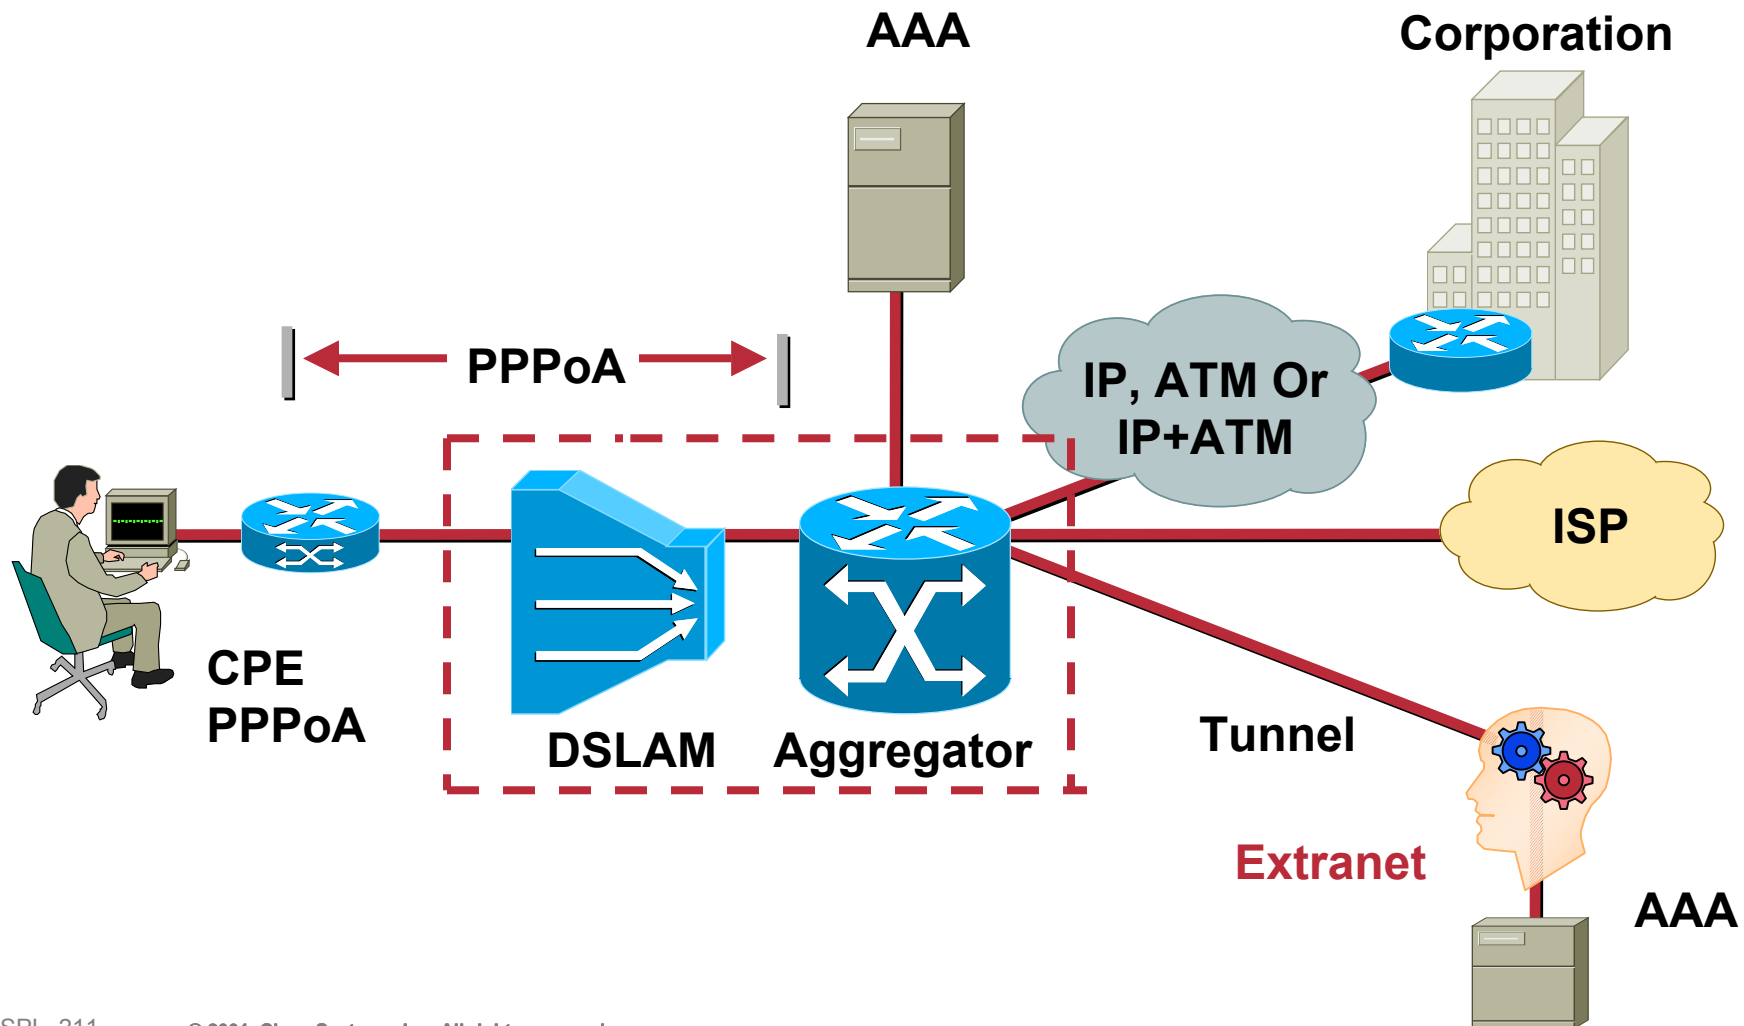 AAA
Corporation
PPPoA
IP, ATM Or
IP+ATM
ISP
CPE
PPPoA
DSLAM
Aggregator
Tunnel
Extranet
AAA